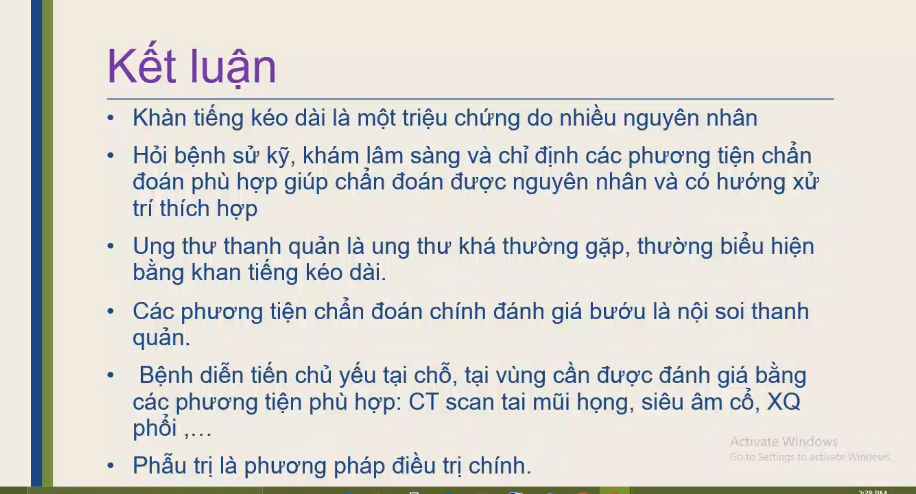 Kết luận
• Khàn tiếng kéo dài là một triệu chứng do nhiều nguyên nhân
• Hỏi bệnh sử kỹ, khám lâm sàng và chỉ định các phương tiện chẩn
đoán phù hợp giúp chẩn đoán được nguyên nhân và có hướng xử
trí thích hợp
• Ung thư thanh quản là ung thư khá thường gặp, thường biểu hiện
bằng khan tiếng kéo dài.
• Các phương tiện chẩn đoán chính đánh giá bướu là nội soi thanh
quản.
• Bệnh diễn tiến chủ yếu tại chỗ, tại vùng cần được đánh giá bằng
các phương tiện phù hợp: CT scan tai mũi họng, siêu âm cổ, XQ
phổi ,...
• Phẫu trị là phương pháp điều trị chính.
Activate Windows
Go to Settings to activate Windows.